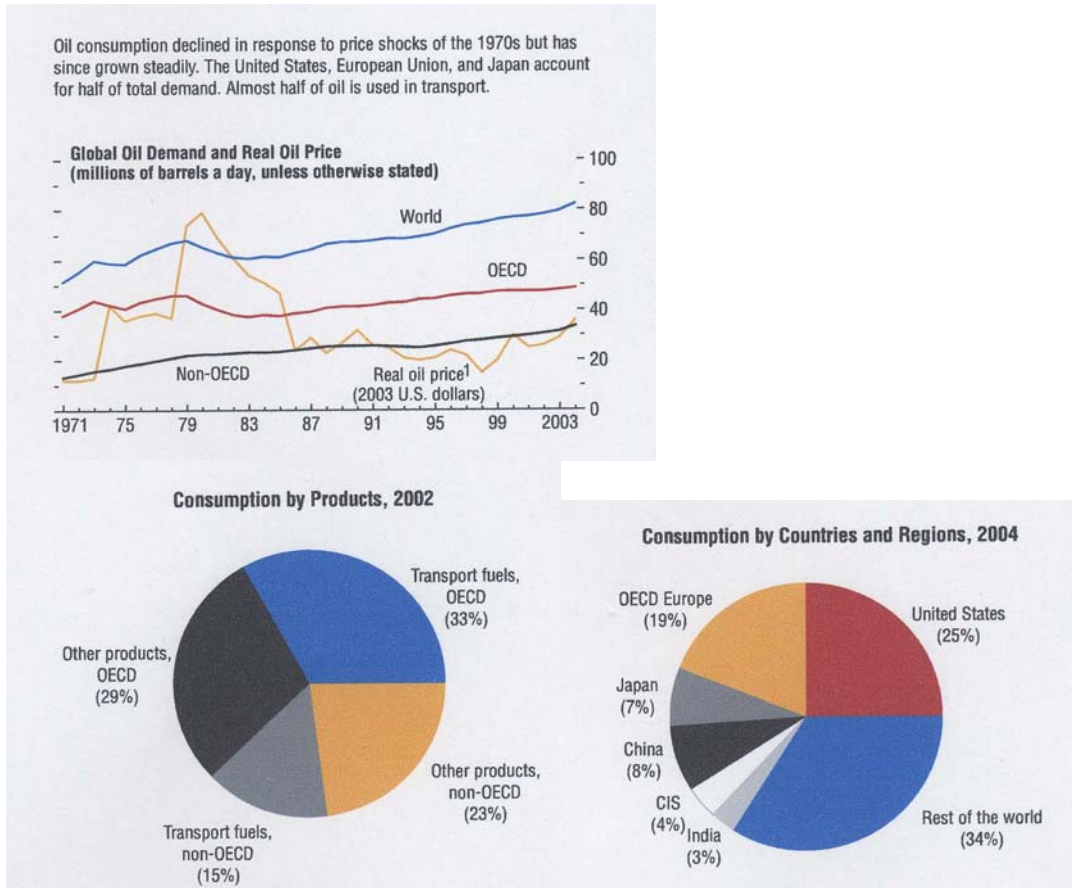 Oil consumption declined in response to price shocks of the 1970s but has
since grown steadily. The United States, European Union, and Japan account
for half of total demand. Almost half of oil is used in transport.
Global Oil Demand and Real Oil Price
(millions of barrels a day, unless otherwise stated)
100
80
60
40
20
0
World
OECD
Non-OECD
Real oil price¹
(2003 U.S. dollars)
1971 75 79 83 87 91 95 99 2003
Consumption by Products, 2002
Transport fuels,
OECD
(33%)
Other products,
OECD
(29%)
Other products,
non-OECD
(23%)
Transport fuels,
non-OECD
(15%)
Consumption by Countries and Regions, 2004
OECD Europe
(19%)
United States
(25%)
Japan
(7%)
China
(8%)
CIS
(4%)
India
(3%)
Rest of the world
(34%)